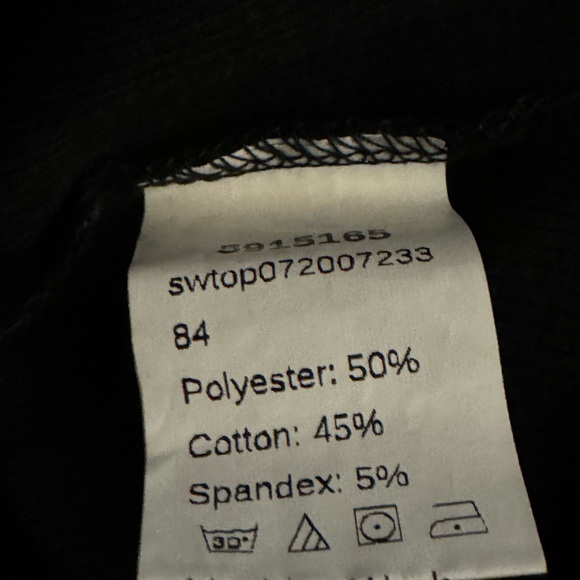 5915165
swtop072007233
84
Polyester: 50%
Cotton: 45%
Spandex: 5%
30°